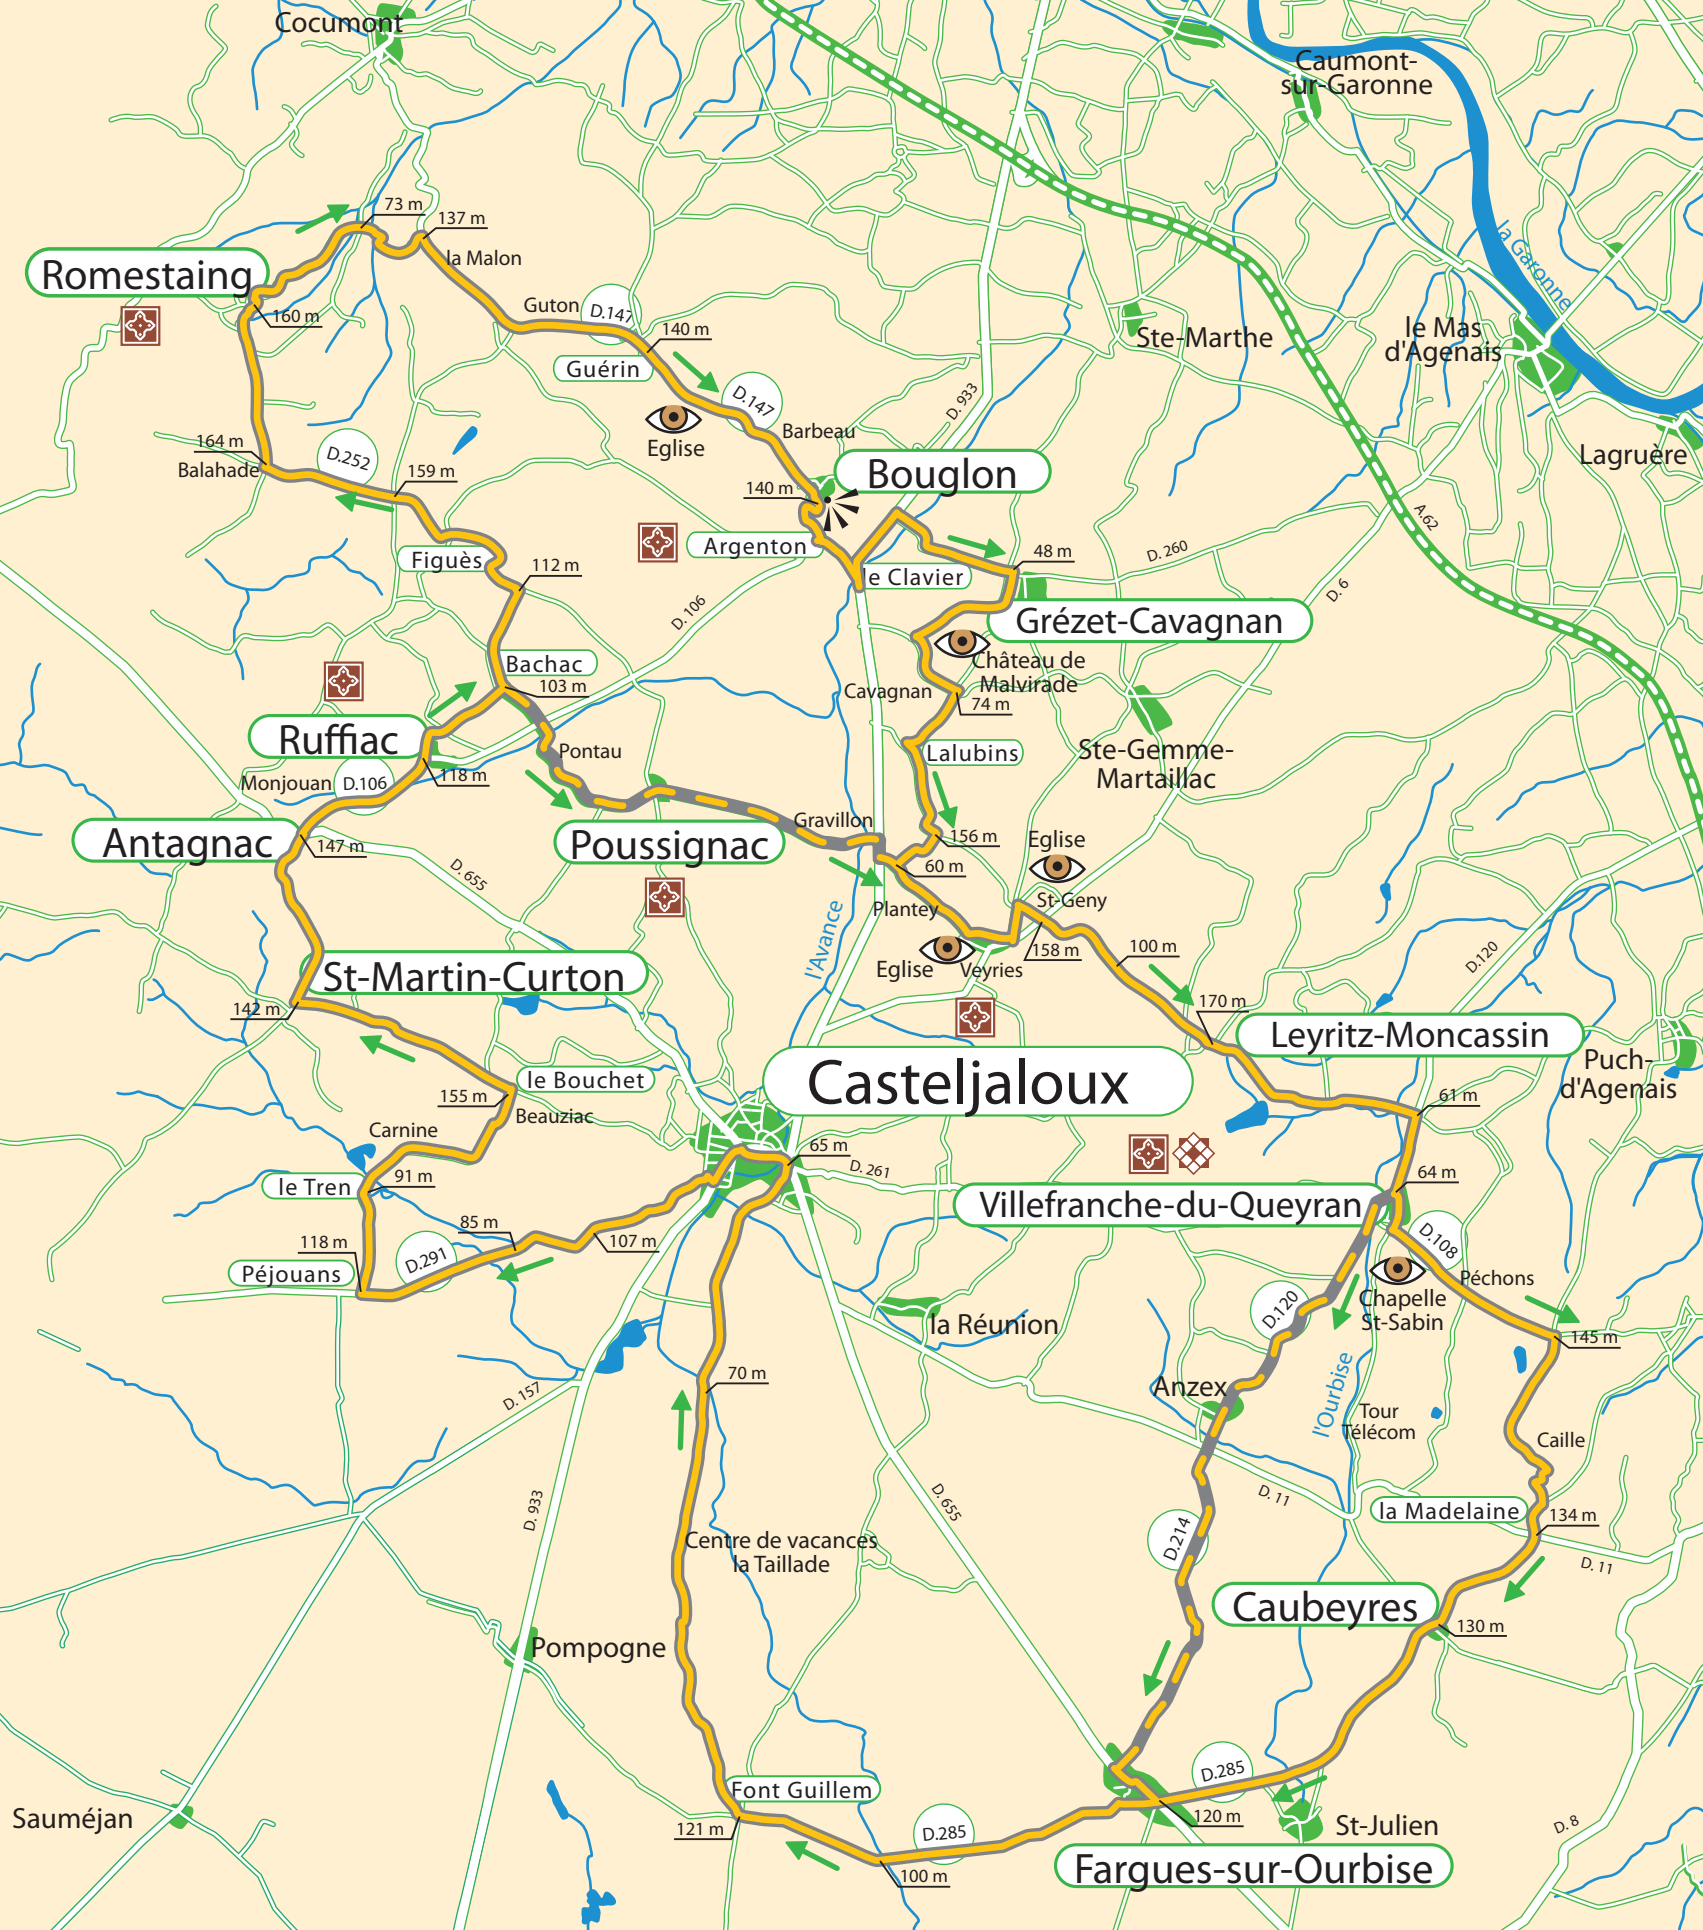 Cocumont
Caumont-
sur-Garonne
73 m
137 m
la Malon
la Garonne
Romestaing
160 m
Guton
D.147
140 m
Guérin
Ste-Marthe
le Mas
d'Agenais
D.147
D. 933
Eglise
Barbeau
164 m
Balahade
D.252
159 m
Bouglon
Lagruère
140 m
A.62
Argenton
Figuès
112 m
le Clavier
48 m
D. 260
D. 6
D. 106
Grézet-Cavagnan
Bachac
103 m
Château de
Malvirade
Cavagnan
74 m
Ruffiac
Pontau
Lalubins
Ste-Gemme-
Martaillac
Monjouan
D.106
118 m
Antagnac
147 m
Poussignac
Gravillon
156 m
Eglise
D. 655
60 m
Plantey
St-Geny
l'Avance
158 m
100 m
Eglise
Veyries
D.120
St-Martin-Curton
142 m
170 m
Leyritz-Moncassin
Puch-
d'Agenais
Casteljaloux
le Bouchet
155 m
Beauziac
61 m
Carnine
65 m
D. 261
le Tren
91 m
64 m
Villefranche-du-Queyran
85 m
107 m
118 m
D.291
D.108
Péjouans
Péchons
Chapelle
St-Sabin
D.120
la Réunion
145 m
70 m
D. 157
Anzex
l'Ourbise
Tour
Télécom
Caille
D. 933
D. 655
D. 11
la Madelaine
134 m
D.214
Centre de vacances
la Taillade
D. 11
Caubeyres
130 m
Pompogne
D.285
Font Guillem
Sauméjan
121 m
D.285
120 m
St-Julien
D. 8
Fargues-sur-Ourbise
100 m